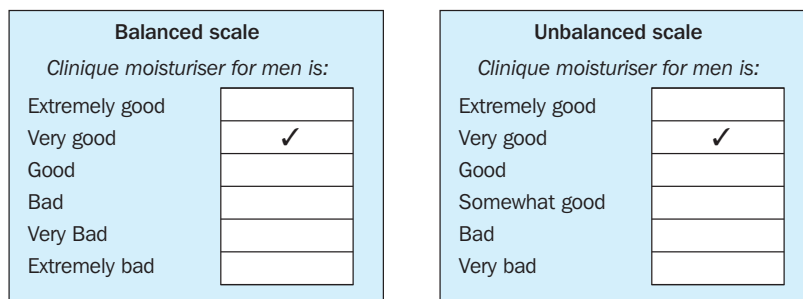 Balanced scale
Clinique moisturiser for men is:
Extremely good
Very good ✓
Good
Bad
Very Bad
Extremely bad
Unbalanced scale
Clinique moisturiser for men is:
Extremely good
Very good ✓
Good
Somewhat good
Bad
Very bad